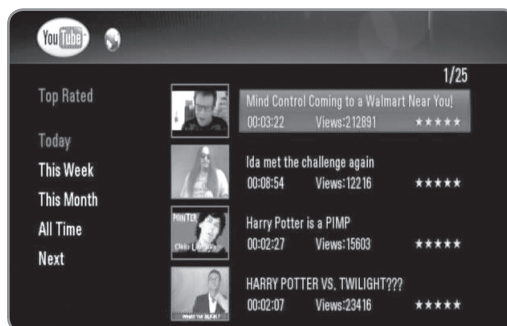 YouTube
1/25
Top Rated
Today
This Week
This Month
All Time
Next
Mind Control Coming to a Walmart Near You!
00:03:22 Views:212891 ★★★★★
Ida met the challenge again
00:08:54 Views:12216 ★★★★★
Harry Potter is a PIMP
00:02:27 Views:15603 ★★★★★
HARRY POTTER VS, TWILIGHT???
00:02:07 Views:23416 ★★★★★